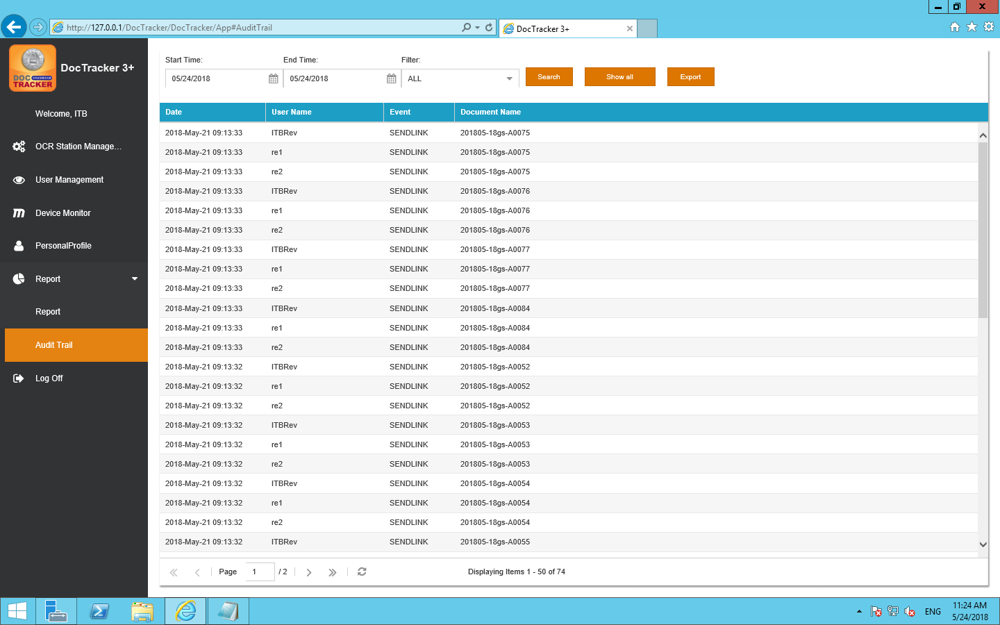 http://127.0.0.1/DocTracker/DocTracker/App#AuditTrail
DocTracker 3+
DOC
TRACKER
DocTracker 3+
Welcome, ITB
OCR Station Manage...
User Management
Device Monitor
PersonalProfile
Report
Report
Audit Trail
Log Off
Start Time: End Time: Filter:
05/24/2018 05/24/2018 ALL Search Show all Export
Date User Name Event Document Name
2018-May-21 09:13:33 ITBRev SENDLINK 201805-18gs-A0075
2018-May-21 09:13:33 re1 SENDLINK 201805-18gs-A0075
2018-May-21 09:13:33 re2 SENDLINK 201805-18gs-A0075
2018-May-21 09:13:33 ITBRev SENDLINK 201805-18gs-A0076
2018-May-21 09:13:33 re1 SENDLINK 201805-18gs-A0076
2018-May-21 09:13:33 re2 SENDLINK 201805-18gs-A0076
2018-May-21 09:13:33 ITBRev SENDLINK 201805-18gs-A0077
2018-May-21 09:13:33 re1 SENDLINK 201805-18gs-A0077
2018-May-21 09:13:33 re2 SENDLINK 201805-18gs-A0077
2018-May-21 09:13:33 ITBRev SENDLINK 201805-18gs-A0084
2018-May-21 09:13:33 re1 SENDLINK 201805-18gs-A0084
2018-May-21 09:13:33 re2 SENDLINK 201805-18gs-A0084
2018-May-21 09:13:32 ITBRev SENDLINK 201805-18gs-A0052
2018-May-21 09:13:32 re1 SENDLINK 201805-18gs-A0052
2018-May-21 09:13:32 re2 SENDLINK 201805-18gs-A0052
2018-May-21 09:13:32 ITBRev SENDLINK 201805-18gs-A0053
2018-May-21 09:13:32 re1 SENDLINK 201805-18gs-A0053
2018-May-21 09:13:32 re2 SENDLINK 201805-18gs-A0053
2018-May-21 09:13:32 ITBRev SENDLINK 201805-18gs-A0054
2018-May-21 09:13:32 re1 SENDLINK 201805-18gs-A0054
2018-May-21 09:13:32 re2 SENDLINK 201805-18gs-A0054
2018-May-21 09:13:32 ITBRev SENDLINK 201805-18gs-A0055
Page 1 / 2 Displaying Items 1 - 50 of 74
ENG
11:24 AM
5/24/2018